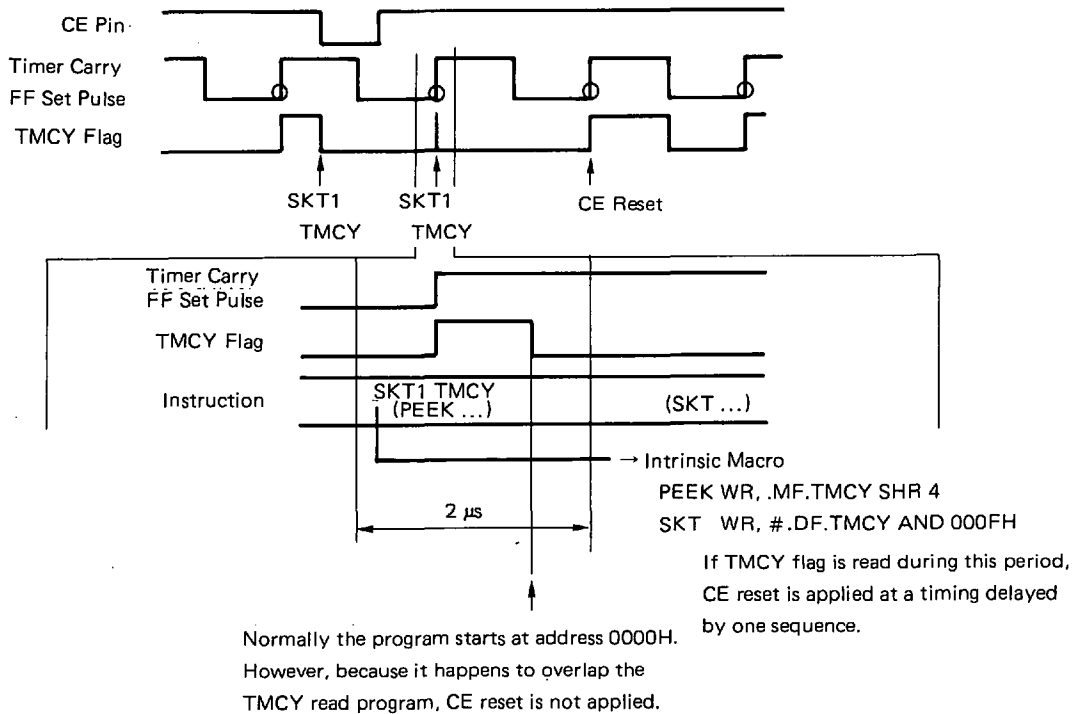 CE Pin
Timer Carry
FF Set Pulse
TMCY Flag
SKT1
TMCY
SKT1
TMCY
CE Reset
Timer Carry
FF Set Pulse
TMCY Flag
Instruction
SKT1 TMCY
(PEEK ...)
(SKT ...)
→ Intrinsic Macro
PEEK WR, .MF.TMCY SHR 4
SKT WR, #.DF.TMCY AND 000FH
2 μs
If TMCY flag is read during this period,
CE reset is applied at a timing delayed
by one sequence.
Normally the program starts at address 0000H.
However, because it happens to overlap the
TMCY read program, CE reset is not applied.